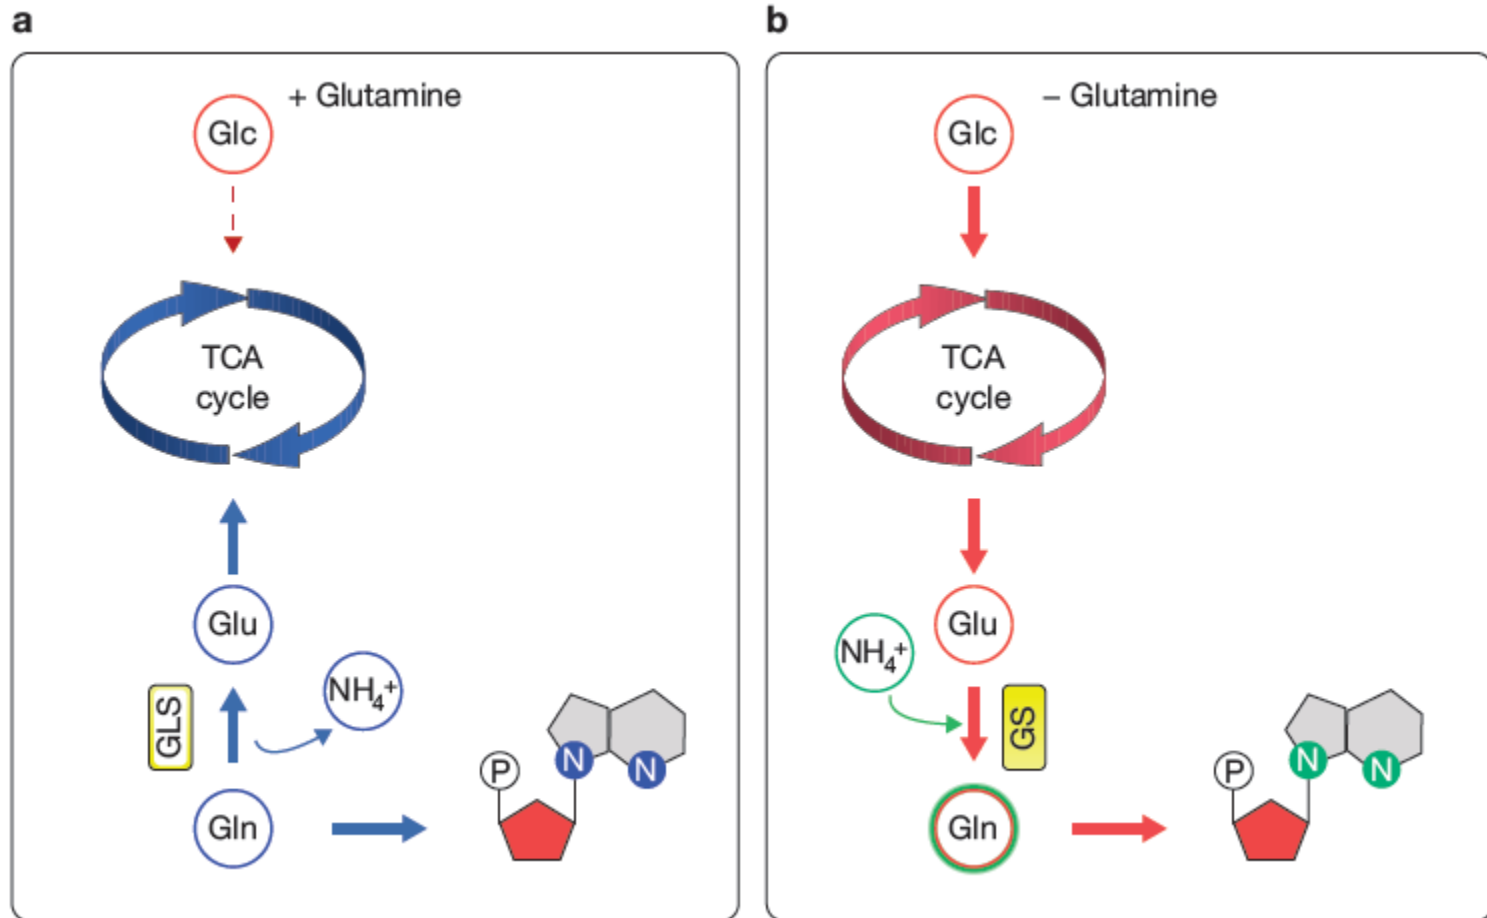 a
+ Glutamine
Glc
TCA
cycle
Glu
NH₄⁺
GLS
Gln
P
N
N
b
– Glutamine
Glc
TCA
cycle
Glu
NH₄⁺
GS
Gln
P
N
N